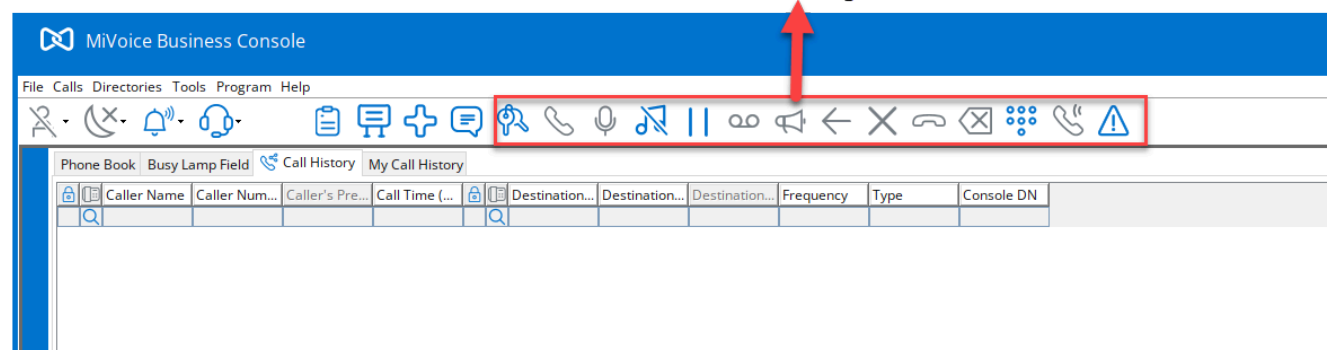 MiVoice Business Console
File Calls Directories Tools Program Help
Phone Book Busy Lamp Field Call History My Call History
Caller Name Caller Num... Caller's Pre... Call Time (... Destination... Destination... Destination... Frequency Type Console DN